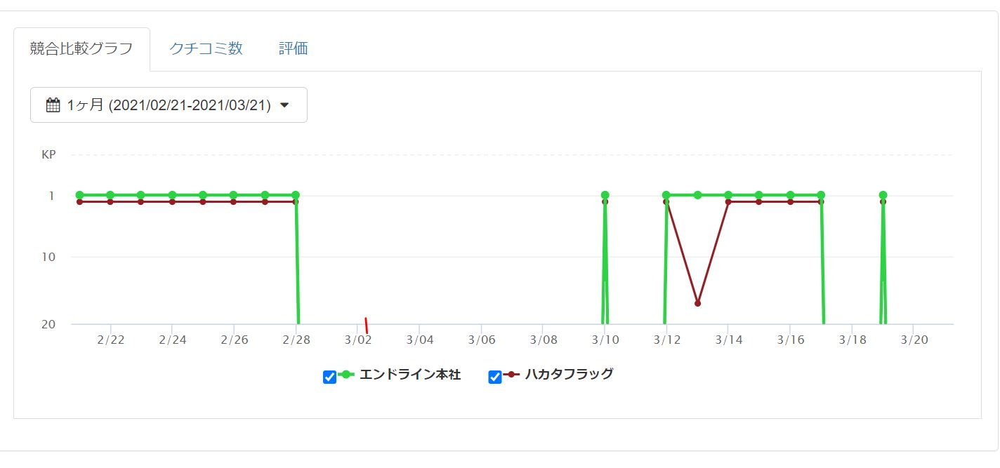 競合比較グラフ クチコミ数 評価
1ヶ月 (2021/02/21-2021/03/21)
KP
1
10
20
2/22 2/24 2/26 2/28 3/02 3/04 3/06 3/08 3/10 3/12 3/14 3/16 3/18 3/20
エンドライン本社 ハカタフラッグ